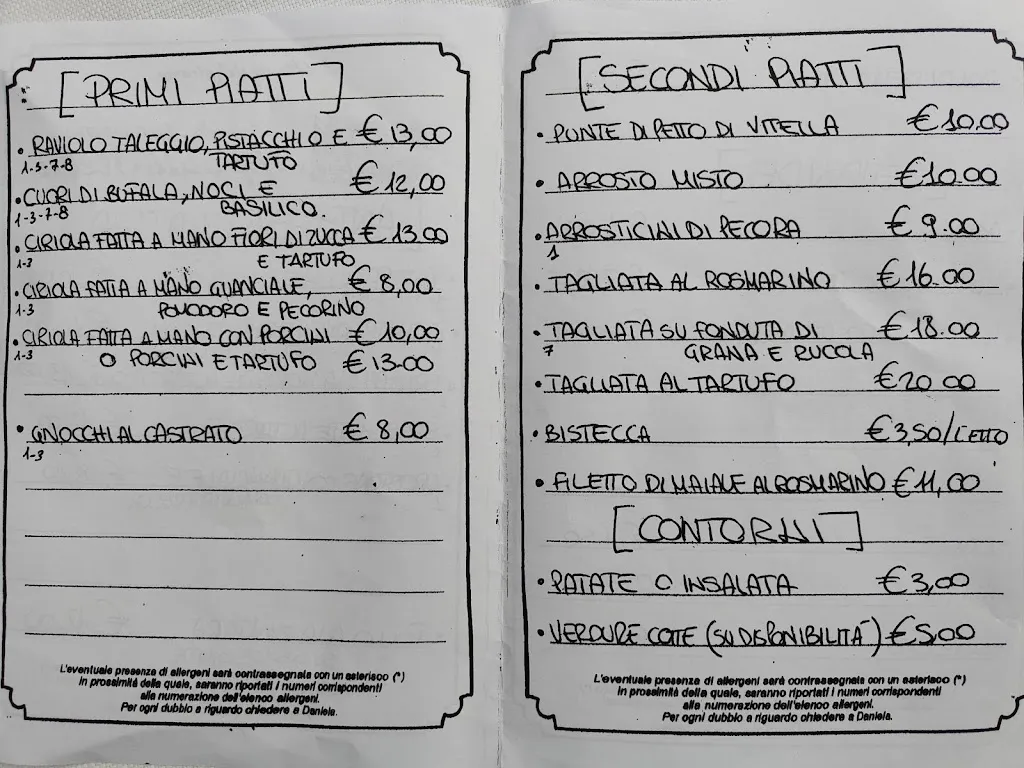 [PRIMI PIATTI]
• RAVIOLO TALEGGIO, PISTACCHIO E €13,00
1-3-7-8 TARTUFO
• CUORI DI BUFALA, NOCI E €12,00
1-3-7-8 BASILICO.
• CIRIOLA FATTA A MANO FIORI DI ZUCCA €13.00
1-3 E TARTUFO
• CIRIOLA FATTA A MANO GUANCIALE, €8,00
1-3 POMODORO E PECORINO
• CIRIOLA FATTA A MANO CON PORCINI €10,00
1-3 O PORCINI E TARTUFO €13.00
• GNOCCHI AL CASTRATO €8,00
1-3
L'eventuale presenza di allergeni sarà contrassegnata con un asterisco (*)
in prossimità della quale, saranno riportati i numeri corrispondenti
alla numerazione dell'elenco allergeni.
Per ogni dubbio a riguardo chiedere a Daniela.
[SECONDI PIATTI]
• PUNTE DI PETTO DI VITELLA €10.00
• ARROSTO MISTO €10.00
• ARROSTICINI DI PECORA €9.00
1
• TAGLIATA AL ROSMARINO €16.00
• TAGLIATA SU FONDUTA DI €18.00
7 GRANA E RUCOLA
• TAGLIATA AL TARTUFO €20.00
• BISTECCA €3,50/L'ETTO
• FILETTO DI MAIALE AL ROSMARINO €11,00
[CONTORNI]
• PATATE O INSALATA €3,00
• VERDURE COTTE (SU DISPONIBILITÀ) €5,00
L'eventuale presenza di allergeni sarà contrassegnata con un asterisco (*)
in prossimità della quale, saranno riportati i numeri corrispondenti
alla numerazione dell'elenco allergeni.
Per ogni dubbio a riguardo chiedere a Daniela.